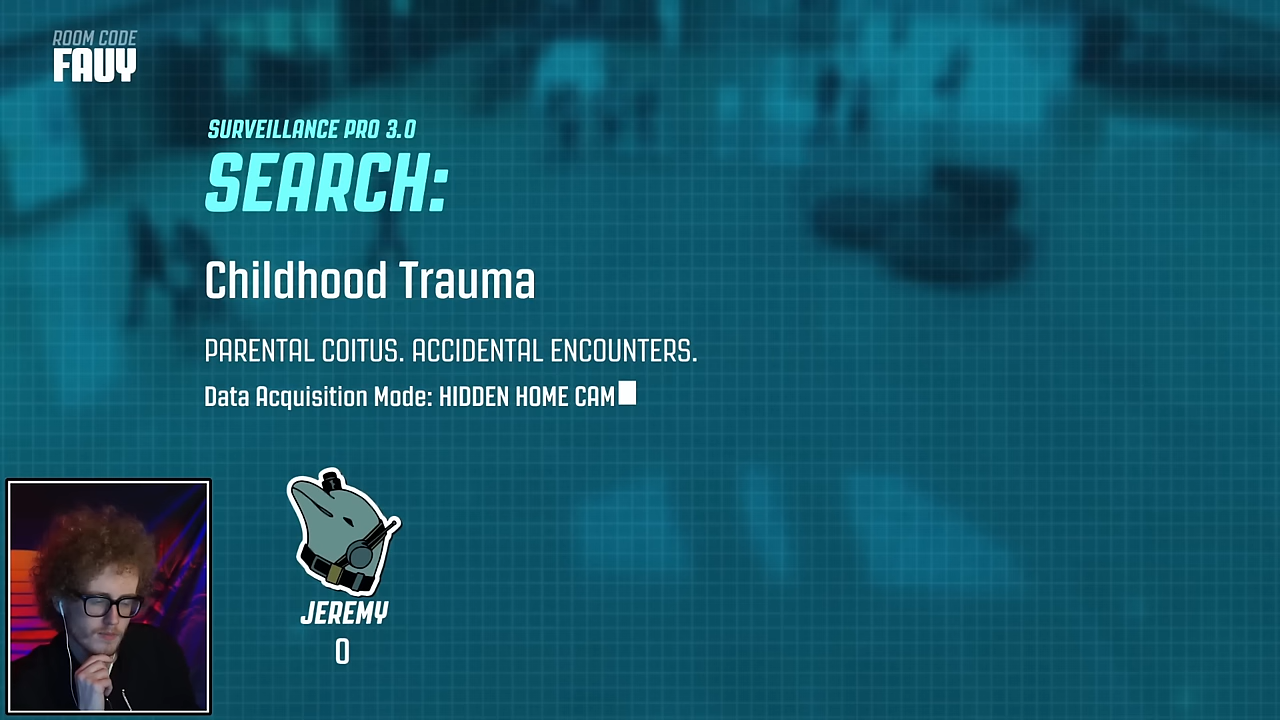 ROOM CODE
FAUY
SURVEILLANCE PRO 3.0
SEARCH:
Childhood Trauma
PARENTAL COITUS. ACCIDENTAL ENCOUNTERS.
Data Acquisition Mode: HIDDEN HOME CAM
JEREMY
0